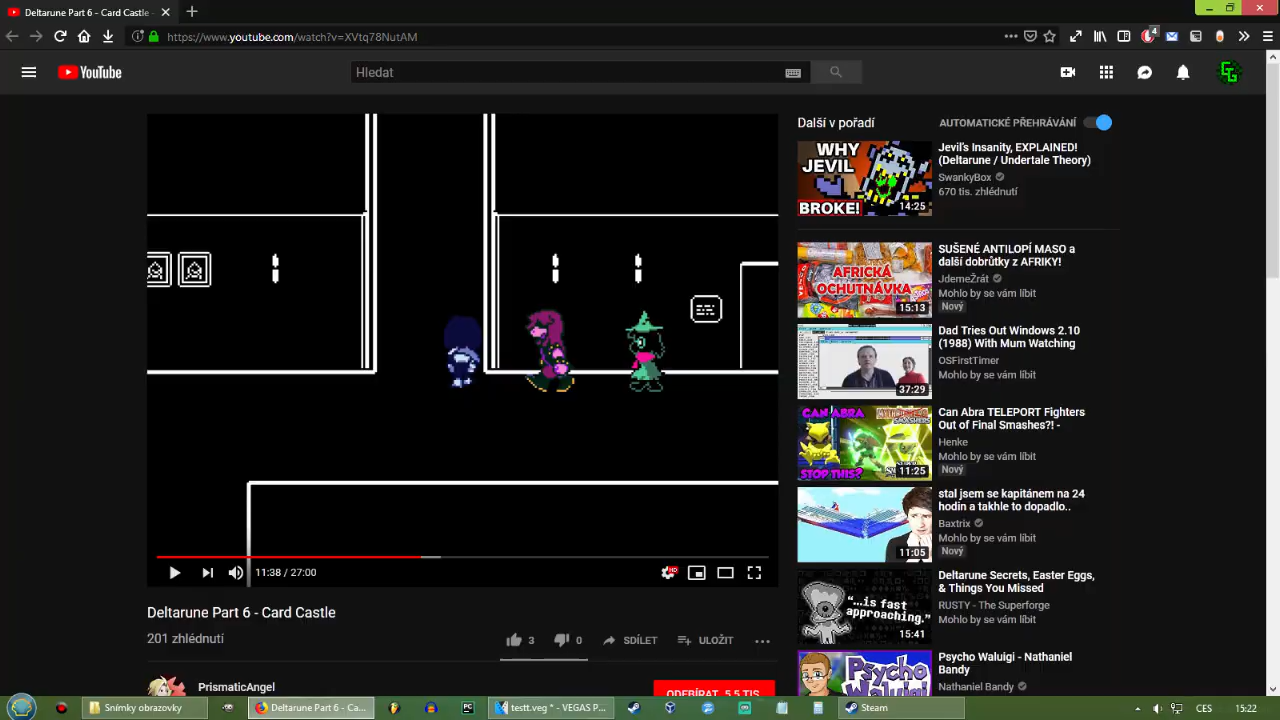 Deltarune Part 6 - Card Castle -
https://www.youtube.com/watch?v=XVtq78NutAM
4
YouTube
Hledat
GG
Další v pořadí
AUTOMATICKÉ PŘEHRÁVÁNÍ
WHY JEVIL BROKE!
14:25
Jevil's Insanity, EXPLAINED!
(Deltarune / Undertale Theory)
SwankyBox
670 tis. zhlédnutí
AFRICKÁ OCHUTNÁVKA
15:13
SUŠENÉ ANTILOPÍ MASO a
další dobrůtky z AFRIKY!
JdemeŽrát
Mohlo by se vám líbit
Nový
37:29
Dad Tries Out Windows 2.10
(1988) With Mum Watching
OSFirstTimer
Mohlo by se vám líbit
CAN ABRA
STOP THIS?
11:25
Can Abra TELEPORT Fighters
Out of Final Smashes?! -
Henke
Mohlo by se vám líbit
Nový
11:05
stal jsem se kapitánem na 24
hodin a takhle to dopadlo..
Baxtrix
Mohlo by se vám líbit
Nový
"...is fast
approaching."
15:41
Deltarune Secrets, Easter Eggs,
& Things You Missed
RUSTY - The Superforge
Mohlo by se vám líbit
Psycho
Waluigi
Psycho Waluigi - Nathaniel
Bandy
Nathaniel Bandy
11:38 / 27:00
HD
Deltarune Part 6 - Card Castle
201 zhlédnutí
3
0
SDÍLET
ULOŽIT
PrismaticAngel
ODEBÍRAT 5,5 TIS.
Snímky obrazovky
Deltarune Part 6 - Ca...
testt.veg * - VEGAS P...
Steam
CES
15:22